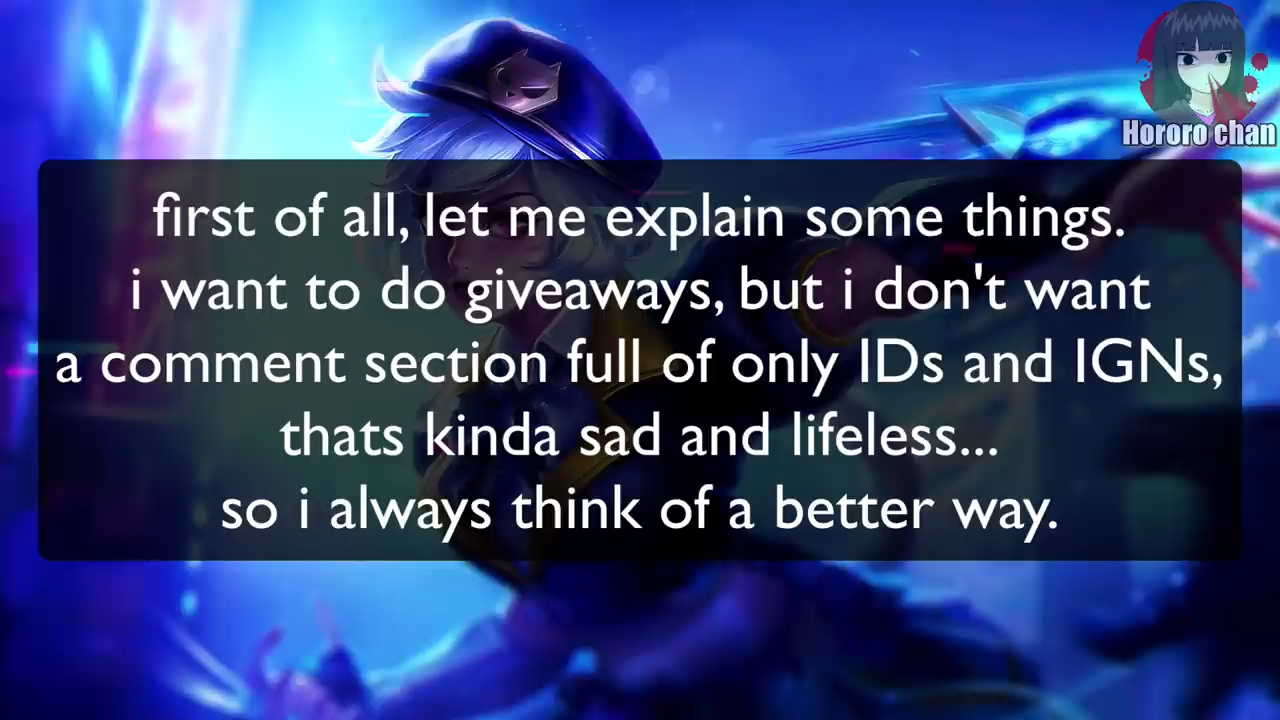 Hororo chan
first of all, let me explain some things.
i want to do giveaways, but i don't want
a comment section full of only IDs and IGNs,
thats kinda sad and lifeless...
so i always think of a better way.